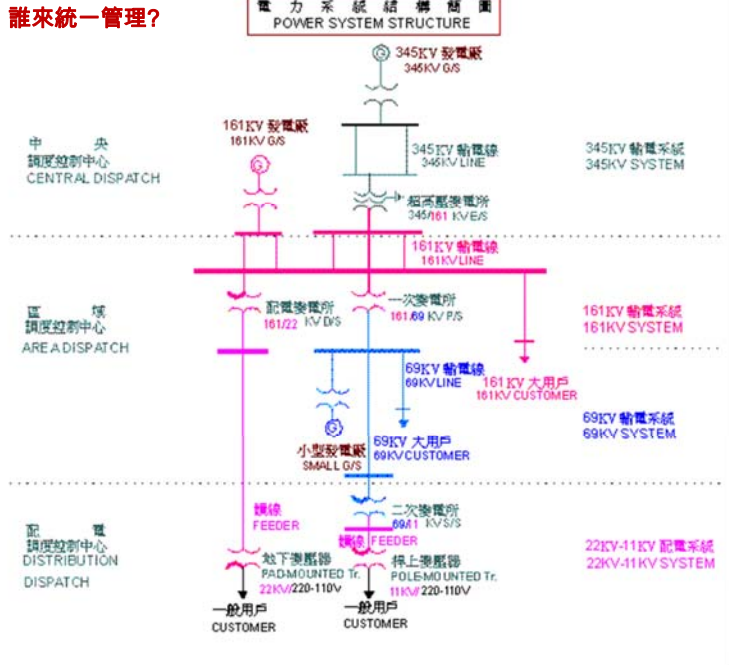 誰來統一管理?
電力系統結構簡圖
POWER SYSTEM STRUCTURE
345KV 發電廠
345KV G/S
161KV 發電廠
161KV G/S
中央
調度控制中心
CENTRAL DISPATCH
345KV 輸電線
345KV LINE
345KV 輸電系統
345KV SYSTEM
超高壓變電所
345/161 KV E/S
161KV 輸電線
161KV LINE
區域
調度控制中心
AREA DISPATCH
配電變電所
161/22 KV D/S
一次變電所
161/69 KV P/S
161KV 輸電系統
161KV SYSTEM
69KV 輸電線
69KV LINE
161KV 大用戶
161KV CUSTOMER
小型發電廠
SMALL G/S
69KV 大用戶
69KV CUSTOMER
69KV 輸電系統
69KV SYSTEM
配電
調度控制中心
DISTRIBUTION
DISPATCH
饋線
FEEDER
二次變電所
69/11 KV S/S
饋線 FEEDER
地下變壓器
PAD-MOUNTED Tr.
22KV/220-110V
桿上變壓器
POLE-MOUNTED Tr.
11KV/220-110V
22KV-11KV 配電系統
22KV-11KV SYSTEM
一般用戶
CUSTOMER
一般用戶
CUSTOMER